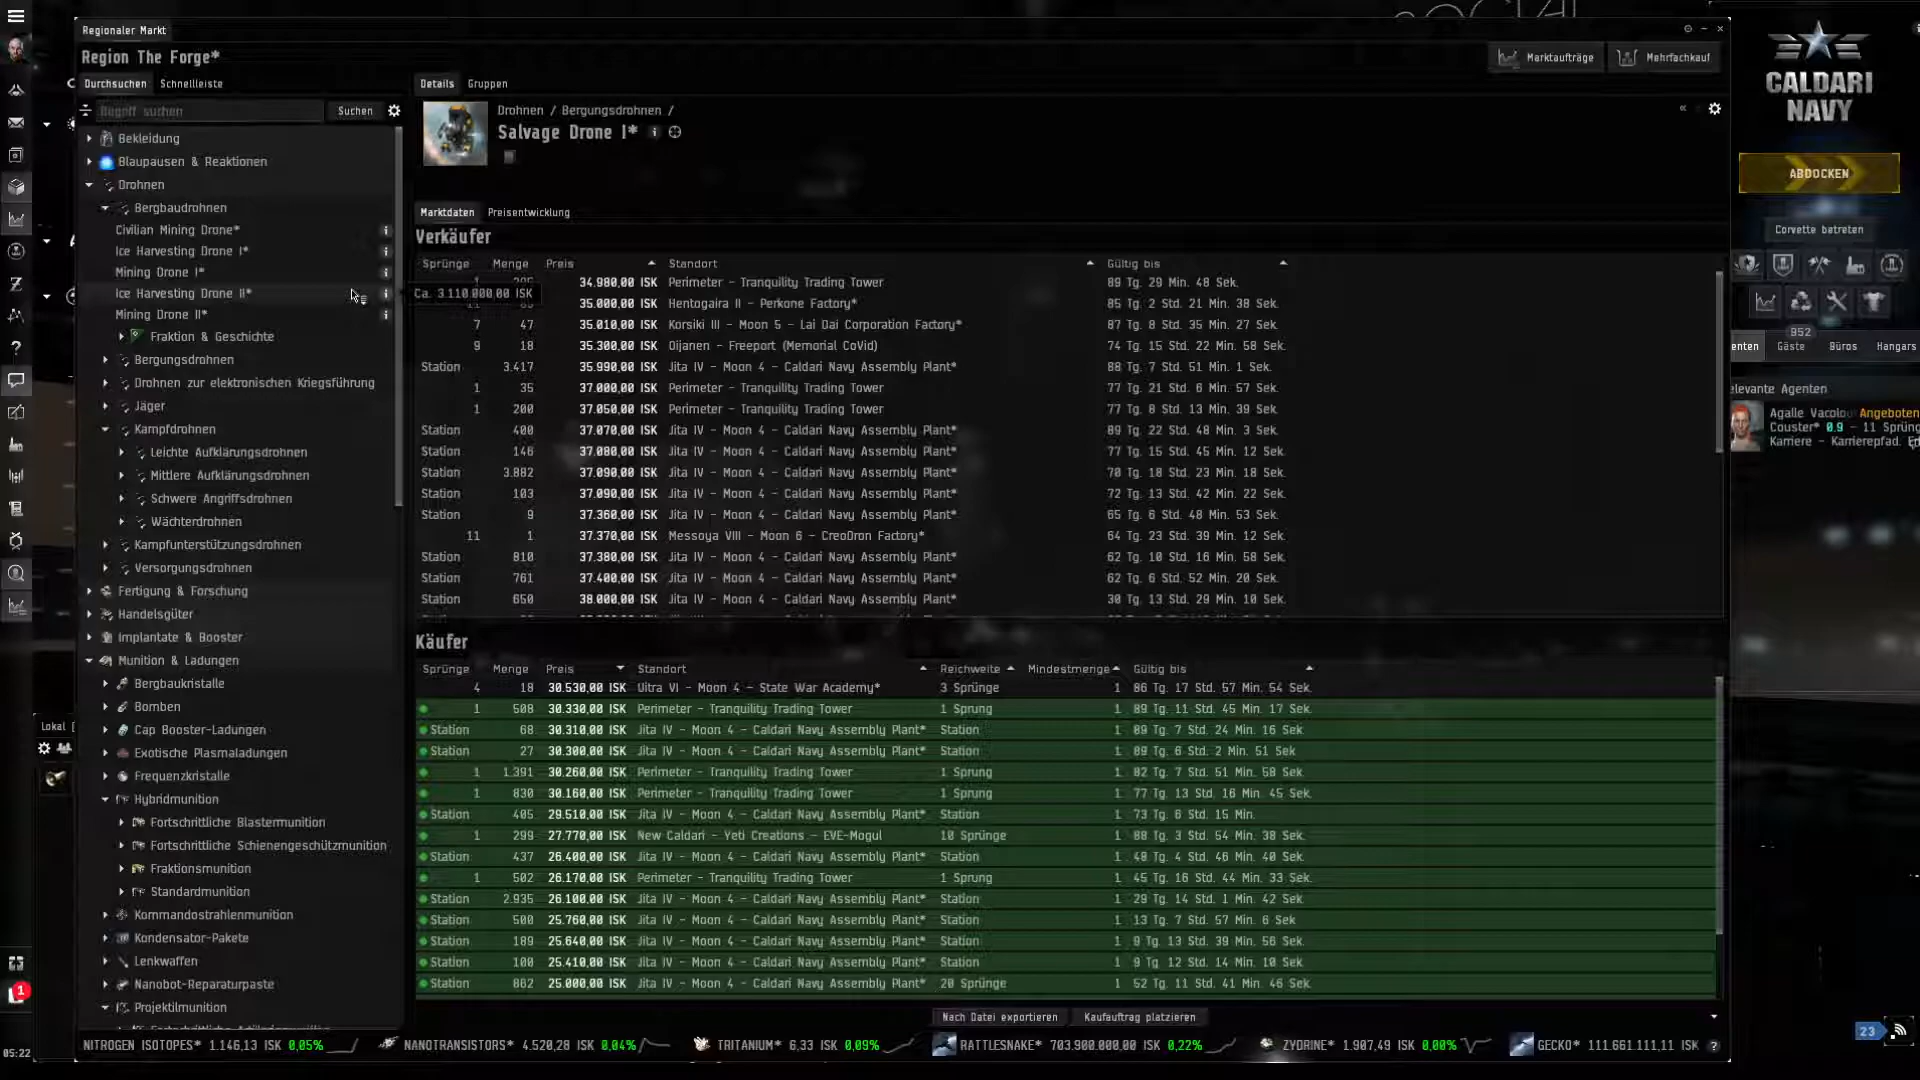 Regionaler Markt
Region The Forge*
Marktaufträge
Mehrfachkauf
Durchsuchen Schnellleiste
Begriff suchen
Suchen
Bekleidung
Blaupausen & Reaktionen
Drohnen
Bergbaudrohnen
Civilian Mining Drone*
Ice Harvesting Drone I*
Mining Drone I*
Ice Harvesting Drone II*
Mining Drone II*
Fraktion & Geschichte
Bergungsdrohnen
Drohnen zur elektronischen Kriegsführung
Jäger
Kampfdrohnen
Leichte Aufklärungsdrohnen
Mittlere Aufklärungsdrohnen
Schwere Angriffsdrohnen
Wächterdrohnen
Kampfunterstützungsdrohnen
Versorgungsdrohnen
Fertigung & Forschung
Handelsgüter
Implantate & Booster
Munition & Ladungen
Bergbaukristalle
Bomben
Cap Booster-Ladungen
Exotische Plasmaladungen
Frequenzkristalle
Hybridmunition
Fortschrittliche Blastermunition
Fortschrittliche Schienengeschützmunition
Fraktionsmunition
Standardmunition
Kommandostrahlenmunition
Kondensator-Pakete
Lenkwaffen
Nanobot-Reparaturpaste
Projektilmunition
Details Gruppen
Drohnen / Bergungsdrohnen /
Salvage Drone I*
Marktdaten Preisentwicklung
Verkäufer
Sprünge Menge Preis Standort Gültig bis
34.980,00 ISK Perimeter - Tranquility Trading Tower 89 Tg. 29 Min. 48 Sek.
Ca. 3.110.000,00 ISK
35.000,00 ISK Hentogaira II - Perkone Factory* 85 Tg. 2 Std. 21 Min. 38 Sek.
7 47 35.010,00 ISK Korsiki III - Moon 5 - Lai Dai Corporation Factory* 87 Tg. 8 Std. 35 Min. 27 Sek.
9 18 35.300,00 ISK Oijanen - Freeport (Memorial CoVid) 74 Tg. 15 Std. 22 Min. 58 Sek.
Station 3.417 35.990,00 ISK Jita IV - Moon 4 - Caldari Navy Assembly Plant* 88 Tg. 7 Std. 51 Min. 1 Sek.
1 35 37.000,00 ISK Perimeter - Tranquility Trading Tower 77 Tg. 21 Std. 6 Min. 57 Sek.
1 200 37.050,00 ISK Perimeter - Tranquility Trading Tower 77 Tg. 8 Std. 13 Min. 39 Sek.
Station 400 37.070,00 ISK Jita IV - Moon 4 - Caldari Navy Assembly Plant* 89 Tg. 22 Std. 48 Min. 3 Sek.
Station 146 37.080,00 ISK Jita IV - Moon 4 - Caldari Navy Assembly Plant* 77 Tg. 15 Std. 45 Min. 12 Sek.
Station 3.882 37.090,00 ISK Jita IV - Moon 4 - Caldari Navy Assembly Plant* 70 Tg. 18 Std. 23 Min. 18 Sek.
Station 103 37.090,00 ISK Jita IV - Moon 4 - Caldari Navy Assembly Plant* 72 Tg. 13 Std. 42 Min. 22 Sek.
Station 9 37.360,00 ISK Jita IV - Moon 4 - Caldari Navy Assembly Plant* 65 Tg. 6 Std. 48 Min. 53 Sek.
11 1 37.370,00 ISK Messoya VIII - Moon 6 - CreoDron Factory* 64 Tg. 23 Std. 39 Min. 12 Sek.
Station 810 37.380,00 ISK Jita IV - Moon 4 - Caldari Navy Assembly Plant* 62 Tg. 10 Std. 16 Min. 58 Sek.
Station 761 37.400,00 ISK Jita IV - Moon 4 - Caldari Navy Assembly Plant* 62 Tg. 6 Std. 52 Min. 20 Sek.
Station 650 38.000,00 ISK Jita IV - Moon 4 - Caldari Navy Assembly Plant* 30 Tg. 13 Std. 29 Min. 10 Sek.
Käufer
Sprünge Menge Preis Standort Reichweite Mindestmenge Gültig bis
4 18 30.530,00 ISK Uitra VI - Moon 4 - State War Academy* 3 Sprünge 1 86 Tg. 17 Std. 57 Min. 54 Sek.
1 508 30.330,00 ISK Perimeter - Tranquility Trading Tower 1 Sprung 1 89 Tg. 11 Std. 45 Min. 17 Sek.
Station 68 30.310,00 ISK Jita IV - Moon 4 - Caldari Navy Assembly Plant* Station 1 89 Tg. 7 Std. 24 Min. 16 Sek.
Station 27 30.300,00 ISK Jita IV - Moon 4 - Caldari Navy Assembly Plant* Station 1 89 Tg. 6 Std. 2 Min. 51 Sek.
1 1.391 30.260,00 ISK Perimeter - Tranquility Trading Tower 1 Sprung 1 82 Tg. 7 Std. 51 Min. 58 Sek.
1 830 30.160,00 ISK Perimeter - Tranquility Trading Tower 1 Sprung 1 77 Tg. 13 Std. 16 Min. 45 Sek.
Station 405 29.510,00 ISK Jita IV - Moon 4 - Caldari Navy Assembly Plant* Station 1 73 Tg. 6 Std. 15 Min.
1 299 27.770,00 ISK New Caldari - Yeti Creations - EVE-Mogul 10 Sprünge 1 88 Tg. 3 Std. 54 Min. 38 Sek.
Station 437 26.400,00 ISK Jita IV - Moon 4 - Caldari Navy Assembly Plant* Station 1 48 Tg. 4 Std. 46 Min. 40 Sek.
1 502 26.170,00 ISK Perimeter - Tranquility Trading Tower 1 Sprung 1 45 Tg. 16 Std. 44 Min. 33 Sek.
Station 2.935 26.100,00 ISK Jita IV - Moon 4 - Caldari Navy Assembly Plant* Station 1 29 Tg. 14 Std. 1 Min. 42 Sek.
Station 500 25.760,00 ISK Jita IV - Moon 4 - Caldari Navy Assembly Plant* Station 1 13 Tg. 7 Std. 57 Min. 6 Sek.
Station 189 25.640,00 ISK Jita IV - Moon 4 - Caldari Navy Assembly Plant* Station 1 9 Tg. 13 Std. 39 Min. 56 Sek.
Station 100 25.410,00 ISK Jita IV - Moon 4 - Caldari Navy Assembly Plant* Station 1 9 Tg. 12 Std. 14 Min. 10 Sek.
Station 862 25.000,00 ISK Jita IV - Moon 4 - Caldari Navy Assembly Plant* 20 Sprünge 1 52 Tg. 11 Std. 41 Min. 46 Sek.
Nach Datei exportieren Kaufauftrag platzieren
NITROGEN ISOTOPES* 1.146,13 ISK 0,05% NANOTRANSISTORS* 4.520,28 ISK 0,04% TRITANIUM* 6,33 ISK 0,09% RATTLESNAKE* 703.900.000,00 ISK 0,22% ZYDRINE* 1.907,49 ISK 0,00% GECKO* 111.661.111,11 ISK
CALDARI
NAVY
ABDOCKEN
Corvette betreten
952
enten Gäste Büros Hangars
elevante Agenten
Agalle Vacolo Angeboten
Couster* 0.9 - 11 Sprüng
Karriere - Karrierepfad.
Lokal
1
05:22
23